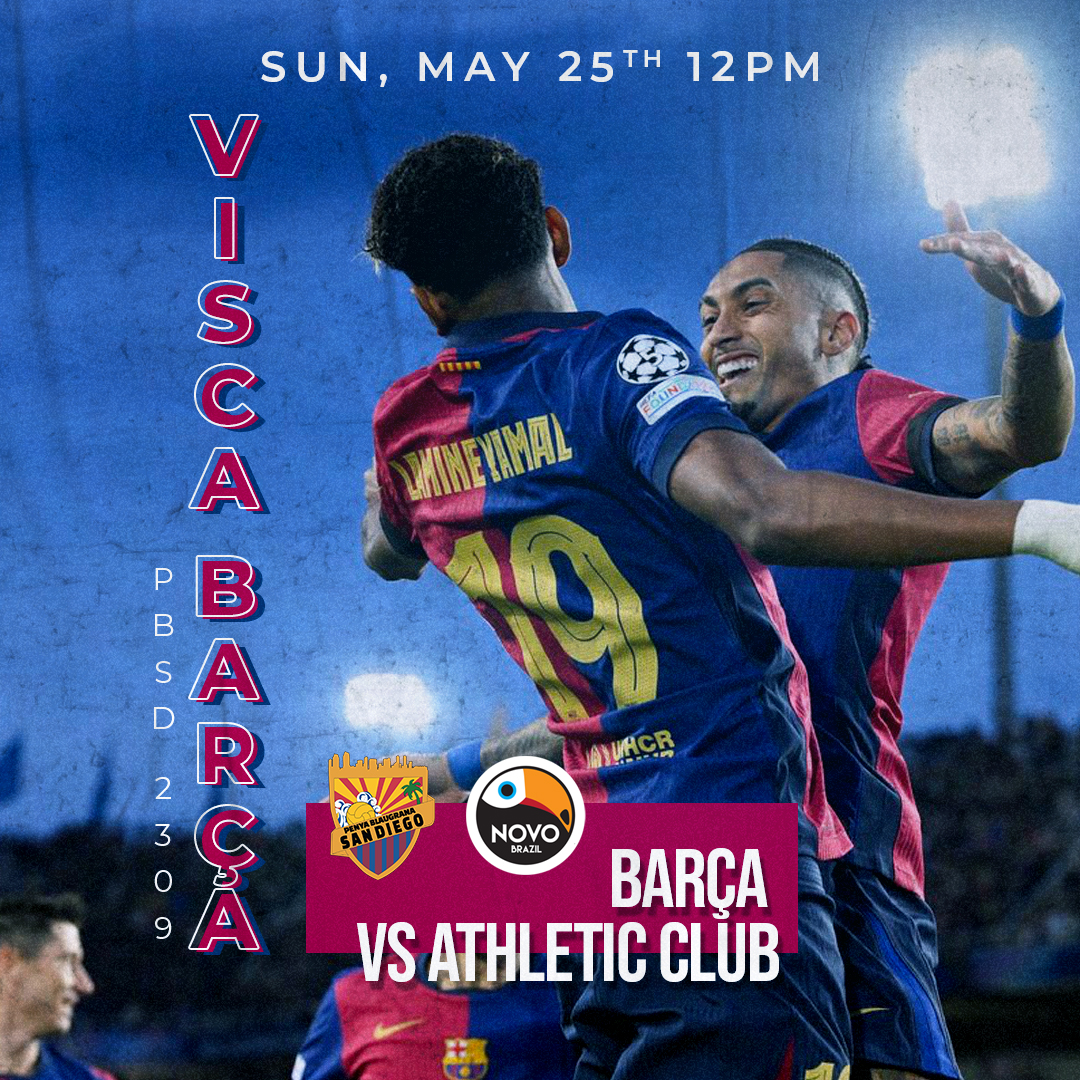 SUN, MAY 25TH 12PM
VISCA BARÇA
PBSD 2309
LAMINE YAMAL
19
PENYA BLAUGRANA
SAN DIEGO
NOVO
BRAZIL
BARÇA
VS ATHLETIC CLUB